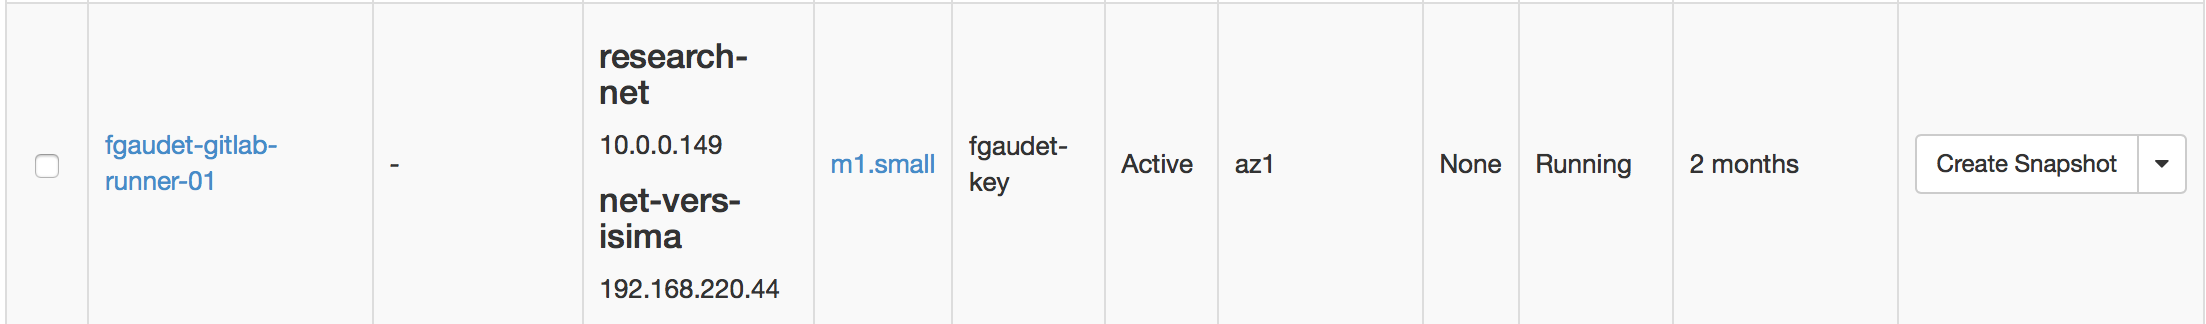 fgaudet-gitlab-
runner-01
-
research-
net
10.0.0.149
net-vers-
isima
192.168.220.44
m1.small
fgaudet-
key
Active
az1
None
Running
2 months
Create Snapshot